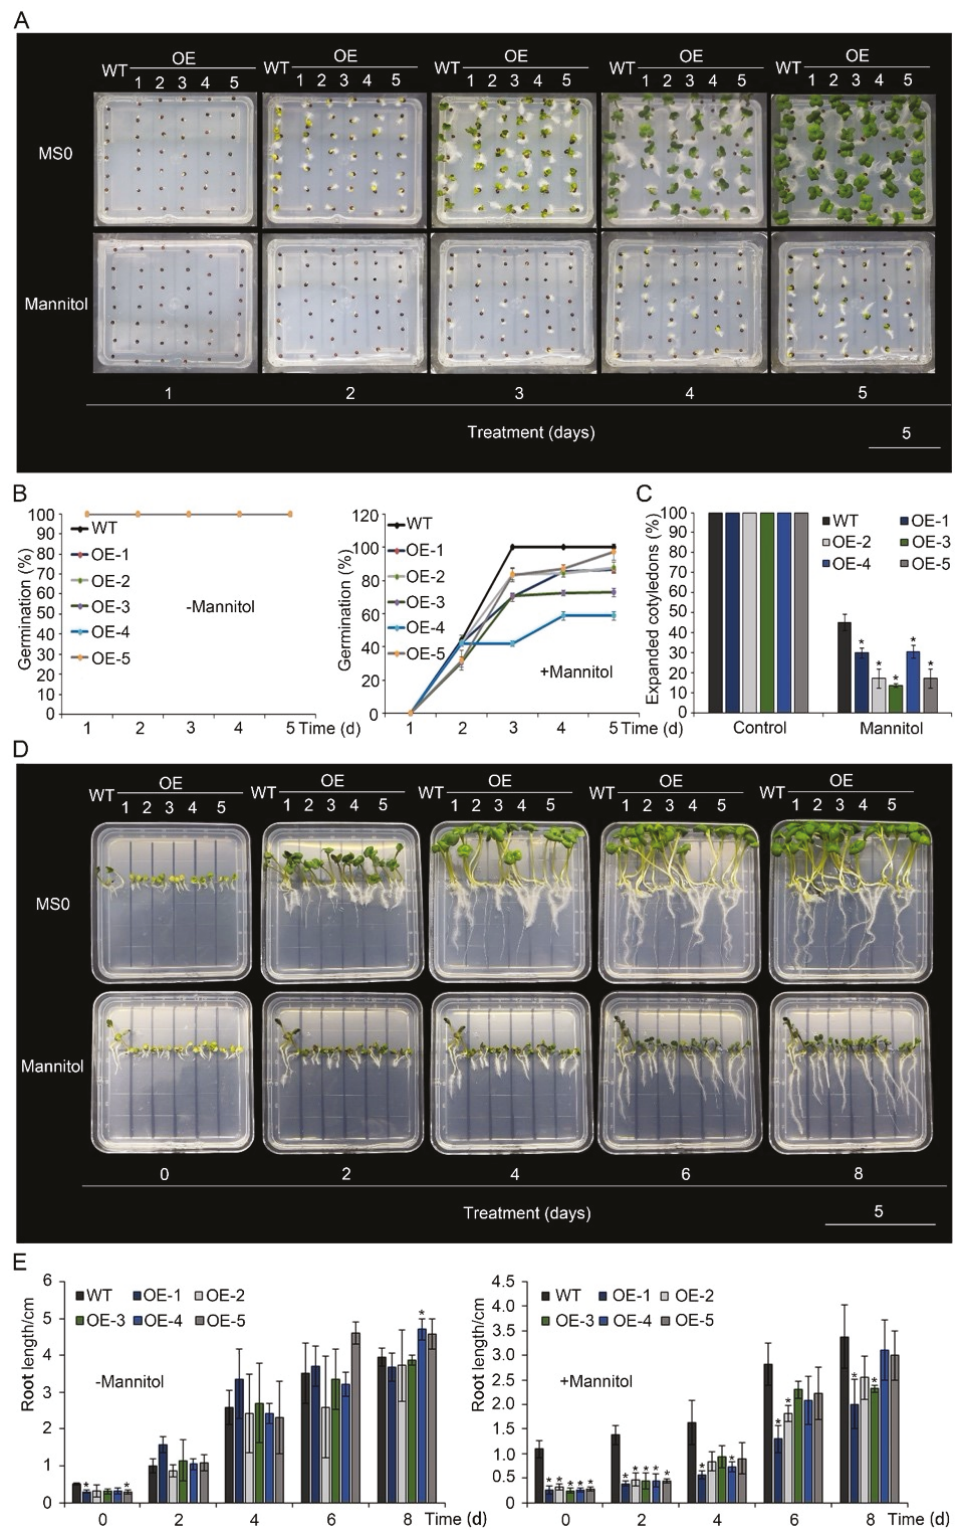 A
OE OE OE OE OE
WT 1 2 3 4 5 WT 1 2 3 4 5 WT 1 2 3 4 5 WT 1 2 3 4 5 WT 1 2 3 4 5
MS0
Mannitol
1 2 3 4 5
Treatment (days)
5
B
Germination (%)
100
90
80
70
60
50
40
30
20
10
0
WT
OE-1
OE-2
OE-3
OE-4
OE-5
-Mannitol
1 2 3 4 5 Time (d)
Germination (%)
120
100
80
60
40
20
0
WT
OE-1
OE-2
OE-3
OE-4
OE-5
+Mannitol
1 2 3 4 5 Time (d)
C
Expanded cotyledons (%)
100
90
80
70
60
50
40
30
20
10
0
WT OE-1
OE-2 OE-3
OE-4 OE-5
*
*
*
*
*
Control Mannitol
D
OE OE OE OE OE
WT 1 2 3 4 5 WT 1 2 3 4 5 WT 1 2 3 4 5 WT 1 2 3 4 5 WT 1 2 3 4 5
MS0
Mannitol
0 2 4 6 8
Treatment (days)
5
E
Root length/cm
6
5
4
3
2
1
0
WT OE-1 OE-2
OE-3 OE-4 OE-5
-Mannitol
* * *
0 2 4 6 8 Time (d)
Root length/cm
4.5
4.0
3.5
3.0
2.5
2.0
1.5
1.0
0.5
0
WT OE-1 OE-2
OE-3 OE-4 OE-5
+Mannitol
* * * * * * * * * * * * * * * *
0 2 4 6 8 Time (d)